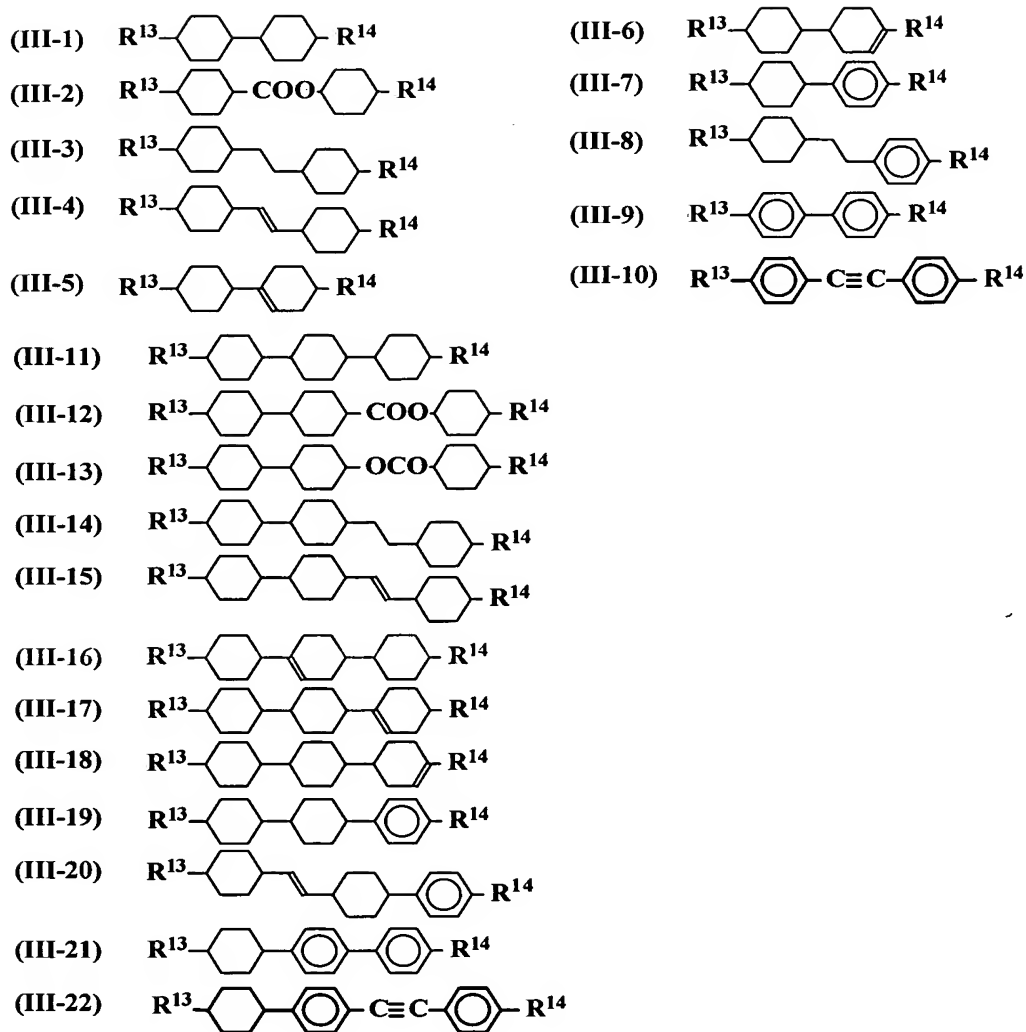 (III-1) R¹³ R¹⁴
(III-2) R¹³ COO R¹⁴
(III-3) R¹³ R¹⁴
(III-4) R¹³ R¹⁴
(III-5) R¹³ R¹⁴
(III-6) R¹³ R¹⁴
(III-7) R¹³ R¹⁴
(III-8) R¹³ R¹⁴
(III-9) R¹³ R¹⁴
(III-10) R¹³ C≡C R¹⁴
(III-11) R¹³ R¹⁴
(III-12) R¹³ COO R¹⁴
(III-13) R¹³ OCO R¹⁴
(III-14) R¹³ R¹⁴
(III-15) R¹³ R¹⁴
(III-16) R¹³ R¹⁴
(III-17) R¹³ R¹⁴
(III-18) R¹³ R¹⁴
(III-19) R¹³ R¹⁴
(III-20) R¹³ R¹⁴
(III-21) R¹³ R¹⁴
(III-22) R¹³ C≡C R¹⁴